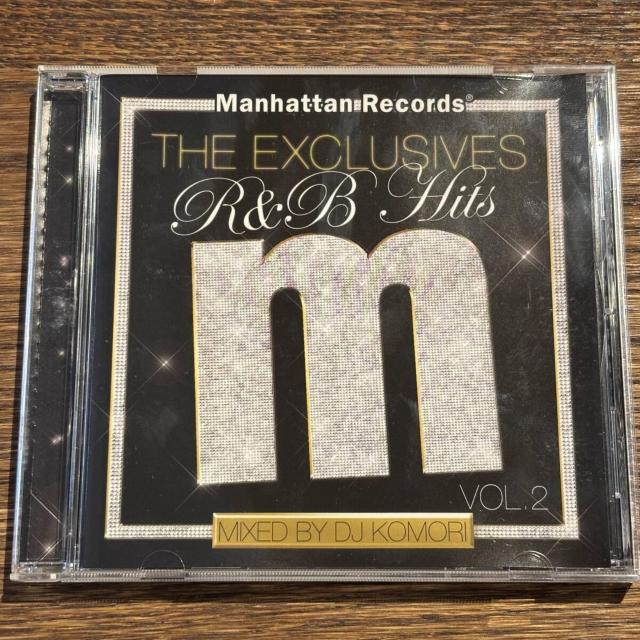 Manhattan Records®
THE EXCLUSIVES
R&B Hits
m
VOL.2
MIXED BY DJ KOMORI